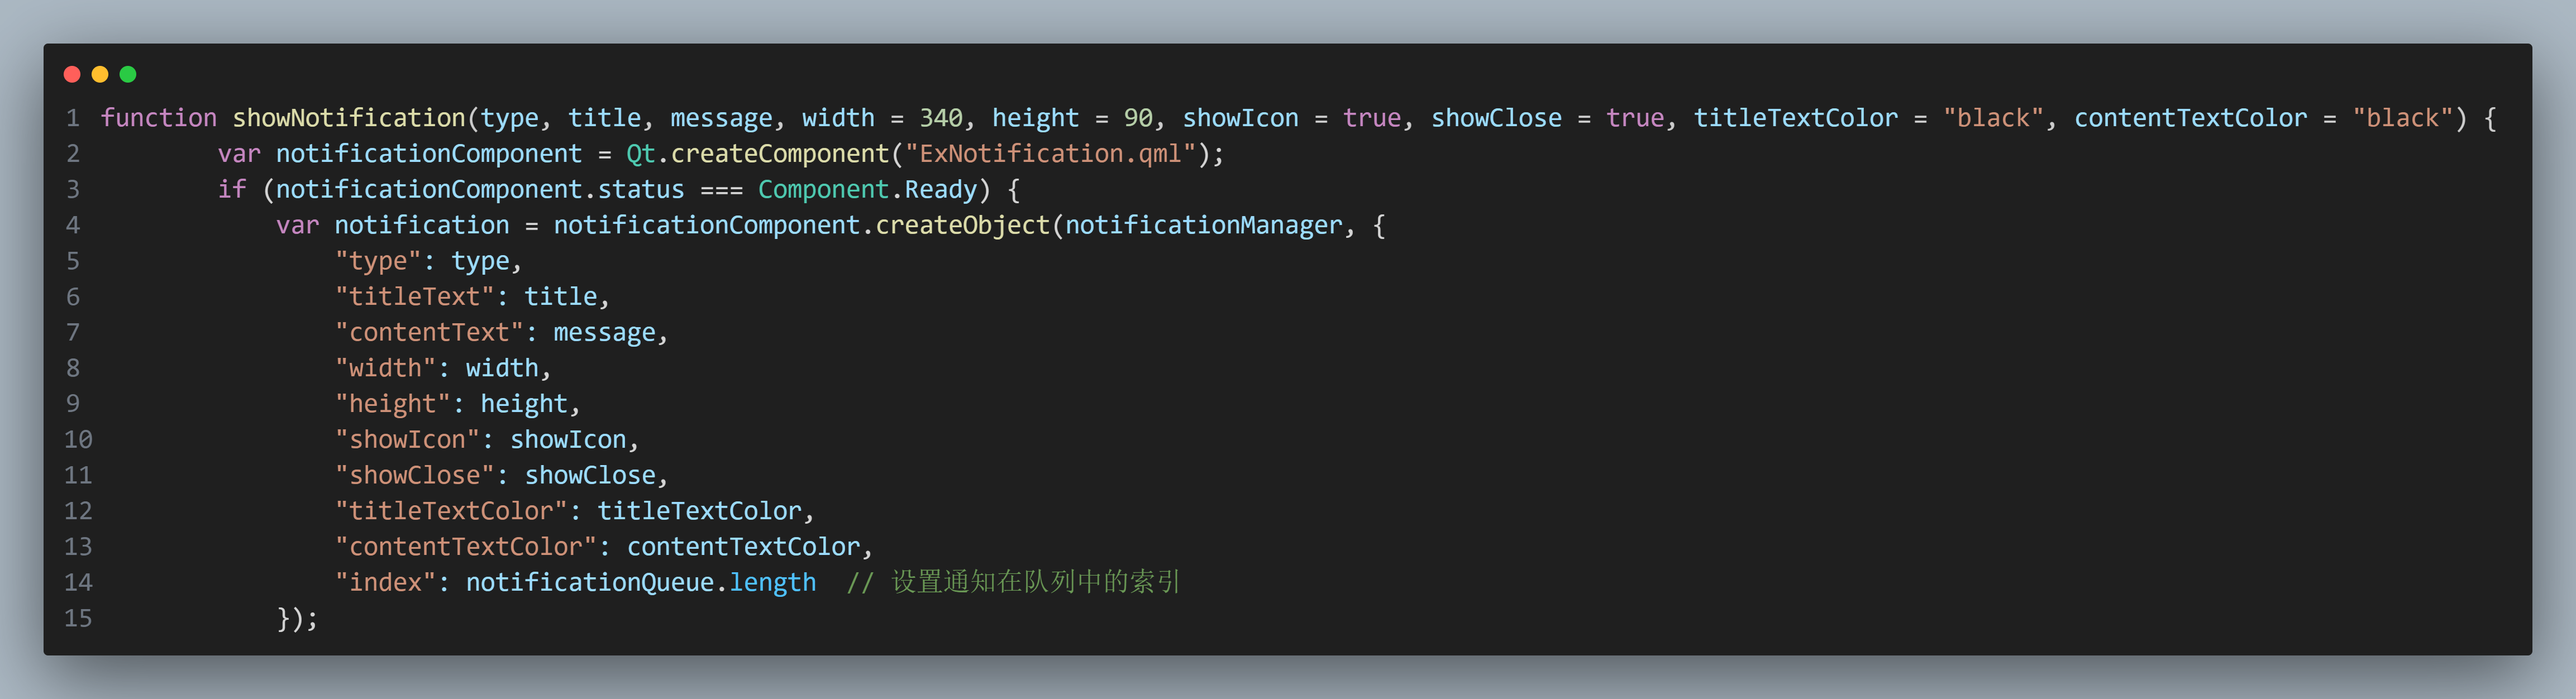 1 function showNotification(type, title, message, width = 340, height = 90, showIcon = true, showClose = true, titleTextColor = "black", contentTextColor = "black") {
2         var notificationComponent = Qt.createComponent("ExNotification.qml");
3         if (notificationComponent.status === Component.Ready) {
4             var notification = notificationComponent.createObject(notificationManager, {
5                 "type": type,
6                 "titleText": title,
7                 "contentText": message,
8                 "width": width,
9                 "height": height,
10                 "showIcon": showIcon,
11                 "showClose": showClose,
12                 "titleTextColor": titleTextColor,
13                 "contentTextColor": contentTextColor,
14                 "index": notificationQueue.length  // 设置通知在队列中的索引
15             });